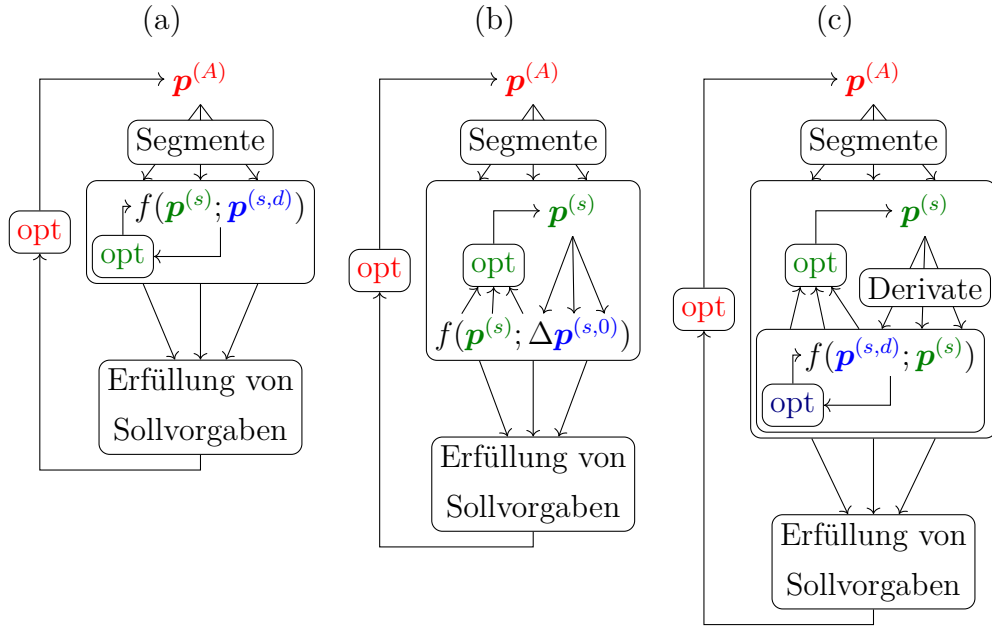 (a) (b) (c)
p^(A) p^(A) p^(A)
Segmente Segmente Segmente
f(p^(s); p^(s,d)) p^(s) p^(s)
opt opt opt opt
opt opt Derivate
opt
f(p^(s); Δp^(s,0)) f(p^(s,d); p^(s))
Erfüllung von opt
Sollvorgaben
Erfüllung von
Sollvorgaben
Erfüllung von
Sollvorgaben